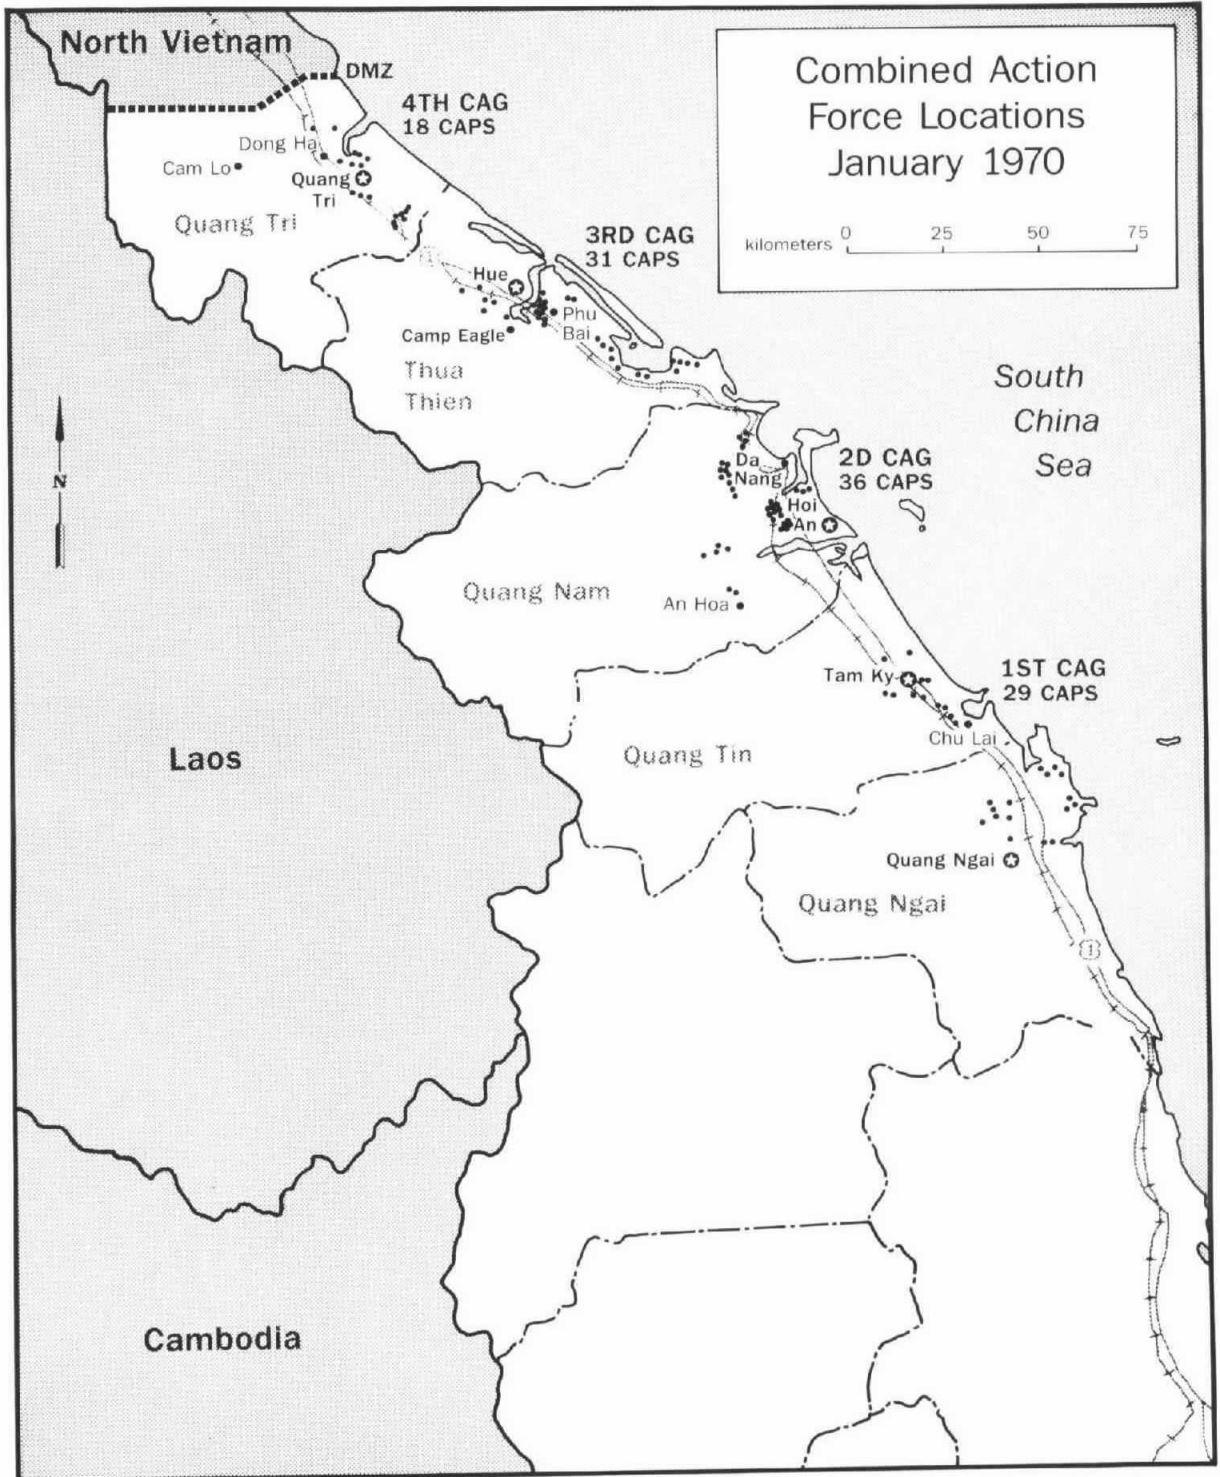 North Vietnam
DMZ
Combined Action
Force Locations
January 1970
kilometers 0 25 50 75
4TH CAG
18 CAPS
Dong Ha
Cam Lo
Quang
Tri
Quang Tri
3RD CAG
31 CAPS
1
Hue
Phu
Bai
Camp Eagle
Thua
Thien
South
China
Sea
N
2D CAG
36 CAPS
Da
Nang
Hoi
An
Quang Nam
An Hoa
1ST CAG
29 CAPS
Tam Ky
Chu Lai
Quang Tin
Laos
Quang Ngai
Quang Ngai
1
Cambodia